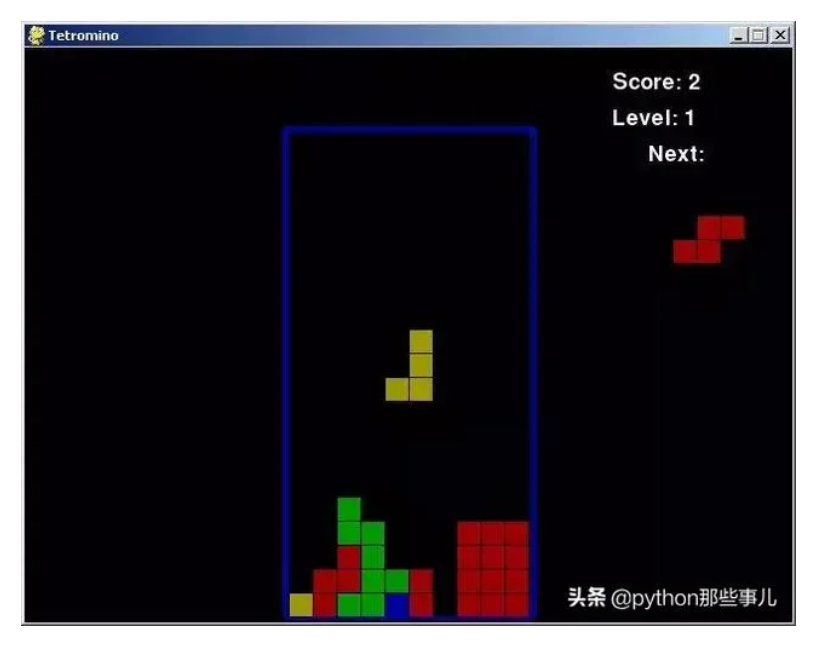 Tetromino
Score: 2
Level: 1
Next:
头条 @python那些事儿